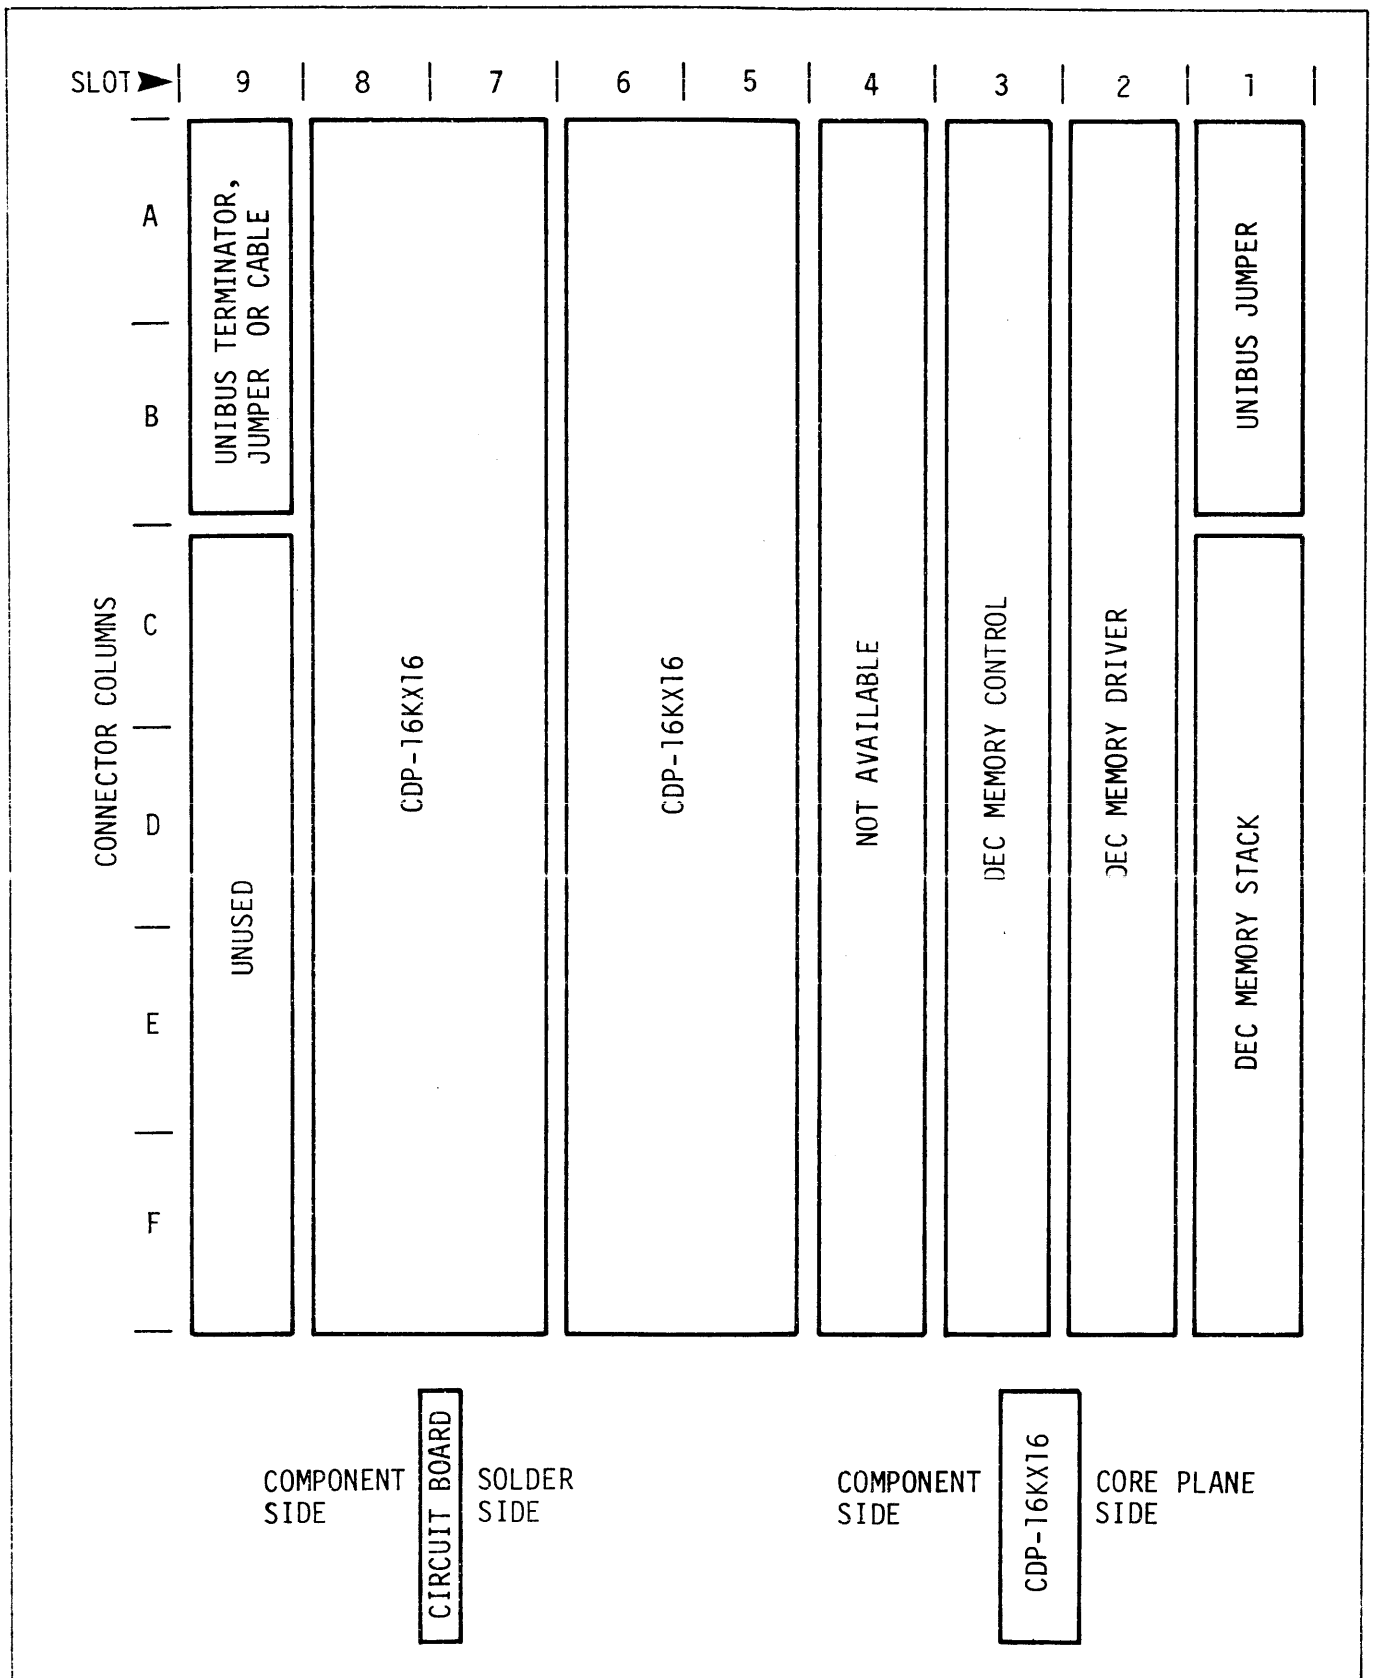 SLOT 9 8 7 6 5 4 3 2 1
CONNECTOR COLUMNS
A
B
C
D
E
F
UNIBUS TERMINATOR,
JUMPER OR CABLE
UNUSED
CDP-16KX16
CDP-16KX16
NOT AVAILABLE
DEC MEMORY CONTROL
DEC MEMORY DRIVER
UNIBUS JUMPER
DEC MEMORY STACK
COMPONENT
SIDE
CIRCUIT BOARD
SOLDER
SIDE
COMPONENT
SIDE
CDP-16KX16
CORE PLANE
SIDE